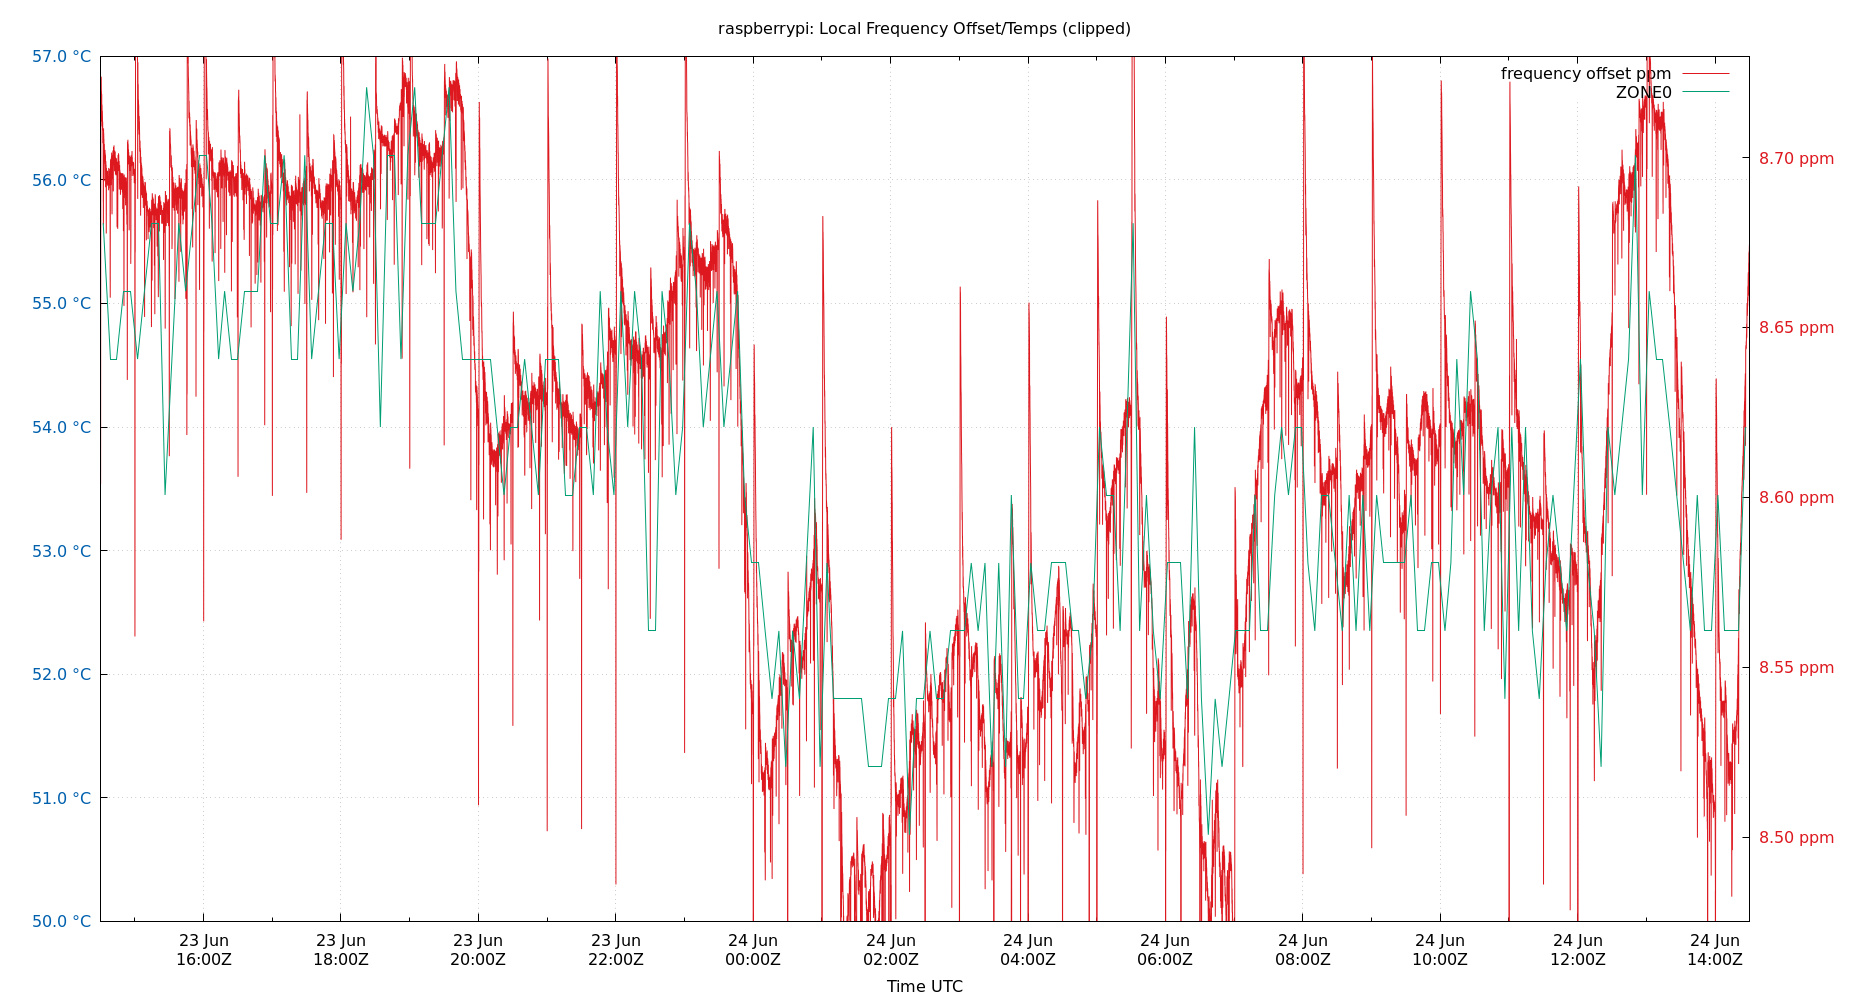 raspberrypi: Local Frequency Offset/Temps (clipped)
57.0 °C
56.0 °C
55.0 °C
54.0 °C
53.0 °C
52.0 °C
51.0 °C
50.0 °C
frequency offset ppm
ZONE0
8.70 ppm
8.65 ppm
8.60 ppm
8.55 ppm
8.50 ppm
23 Jun 23 Jun 23 Jun 23 Jun 24 Jun 24 Jun 24 Jun 24 Jun 24 Jun 24 Jun 24 Jun 24 Jun
16:00Z 18:00Z 20:00Z 22:00Z 00:00Z 02:00Z 04:00Z 06:00Z 08:00Z 10:00Z 12:00Z 14:00Z
Time UTC